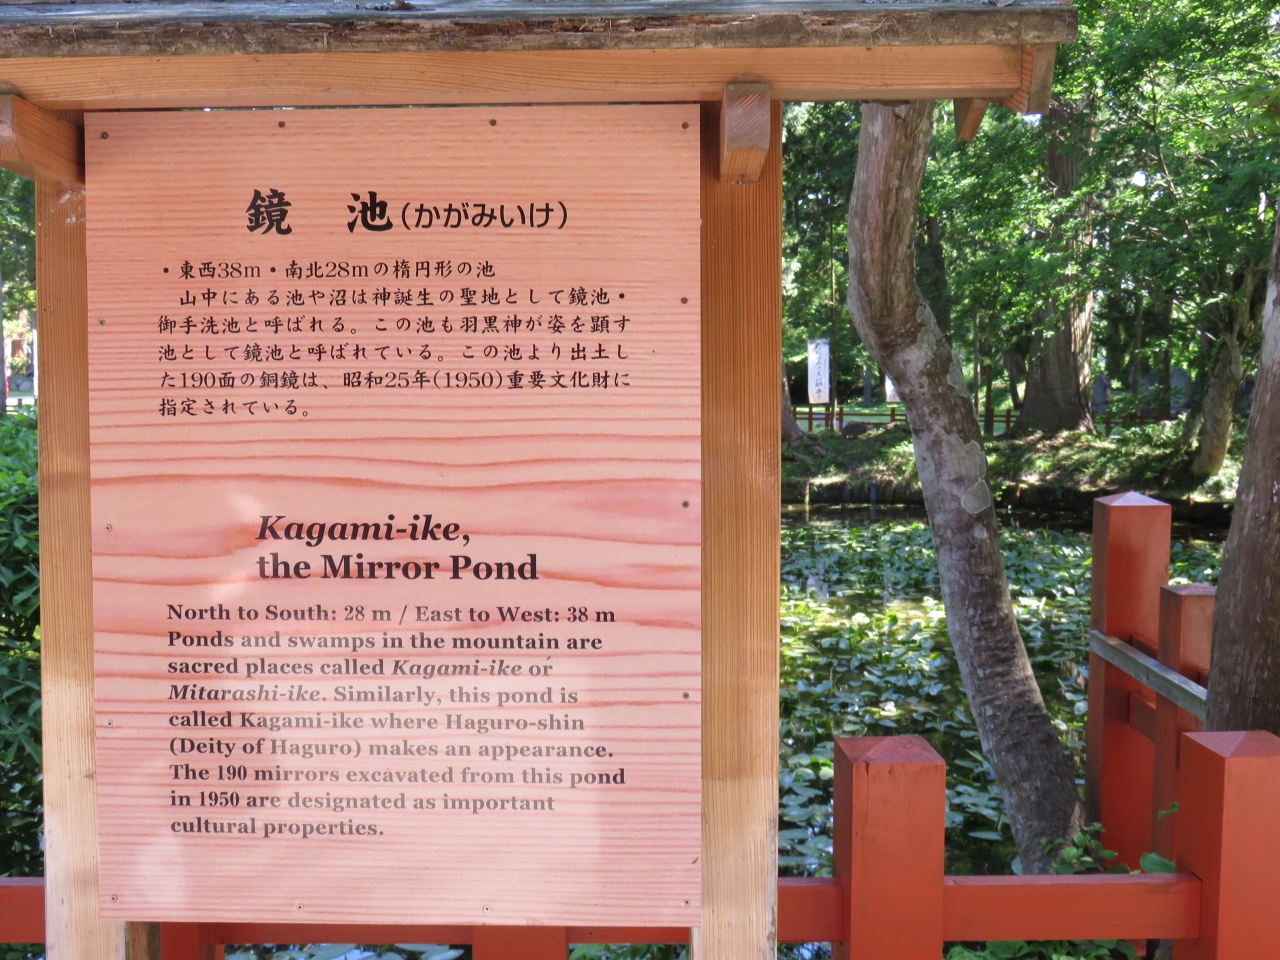 鏡 池(かがみいけ)
・東西38m・南北28mの楕円形の池
山中にある池や沼は神誕生の聖地として鏡池・
御手洗池と呼ばれる。この池も羽黒神が姿を顕す
池として鏡池と呼ばれている。この池より出土し
た190面の銅鏡は、昭和25年(1950)重要文化財に
指定されている。
Kagami-ike,
the Mirror Pond
North to South: 28 m / East to West: 38 m
Ponds and swamps in the mountain are
sacred places called Kagami-ike or
Mitarashi-ike. Similarly, this pond is
called Kagami-ike where Haguro-shin
(Deity of Haguro) makes an appearance.
The 190 mirrors excavated from this pond
in 1950 are designated as important
cultural properties.